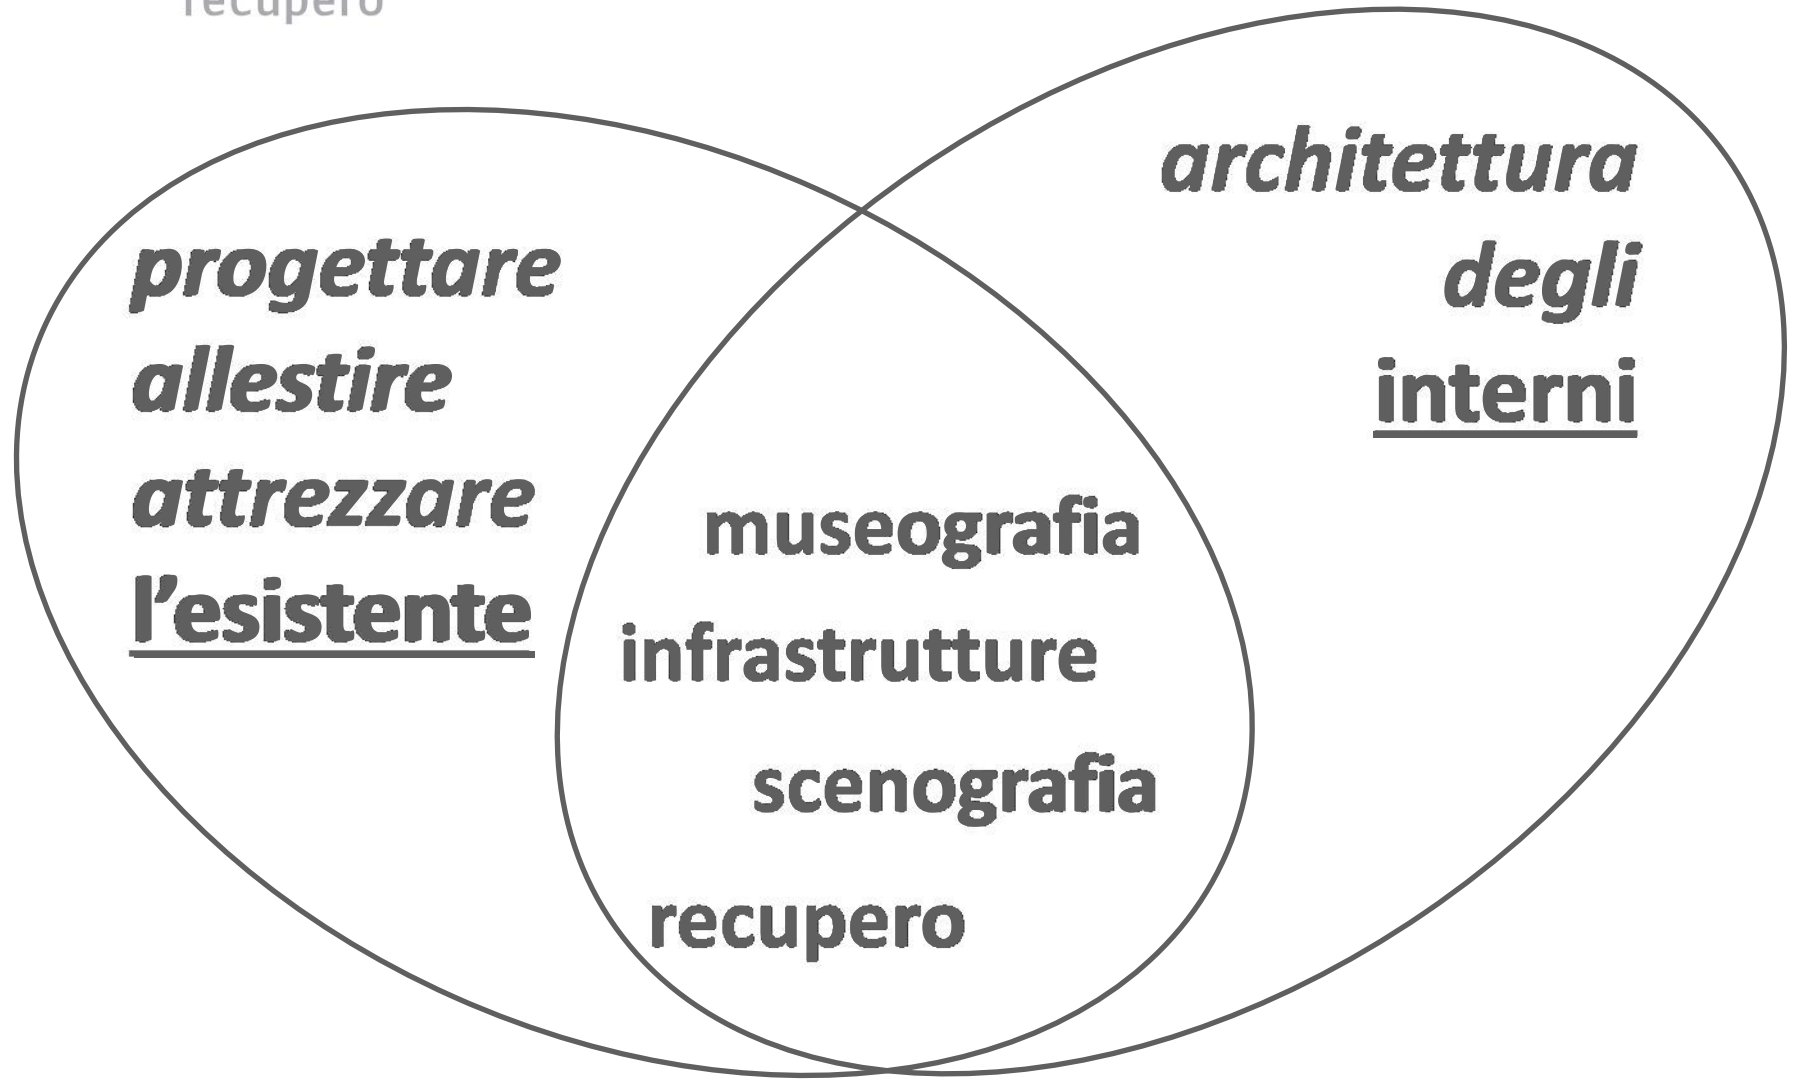 recupero
progettare
allestire
attrezzare
l’esistente
architettura
degli
interni
museografia
infrastrutture
scenografia
recupero